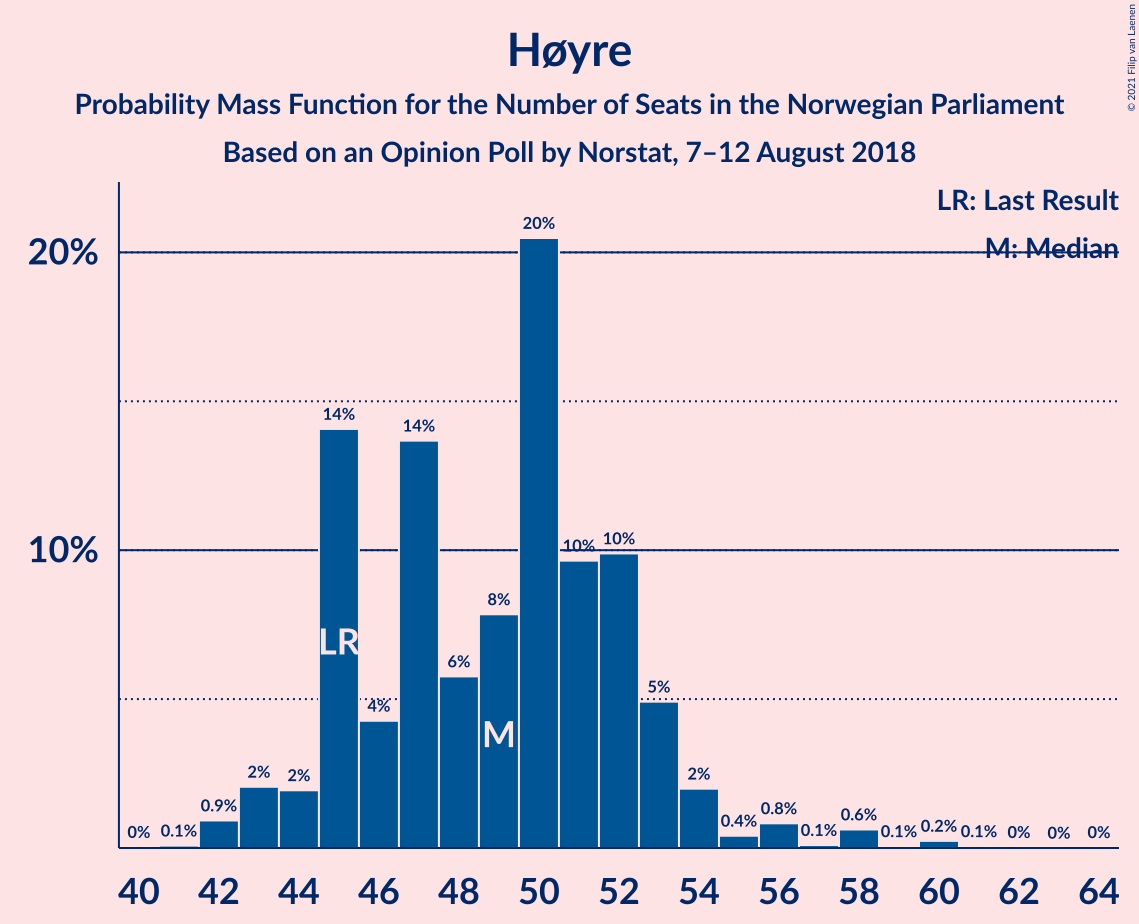 Høyre
Probability Mass Function for the Number of Seats in the Norwegian Parliament
Based on an Opinion Poll by Norstat, 7–12 August 2018
© 2021 Filip van Laenen
LR: Last Result
M: Median
20%
10%
0% 0.1% 0.9% 2% 2% 14% 4% 14% 6% 8% 20% 10% 10% 5% 2% 0.4% 0.8% 0.1% 0.6% 0.1% 0.2% 0.1% 0% 0% 0%
LR
M
40 42 44 46 48 50 52 54 56 58 60 62 64